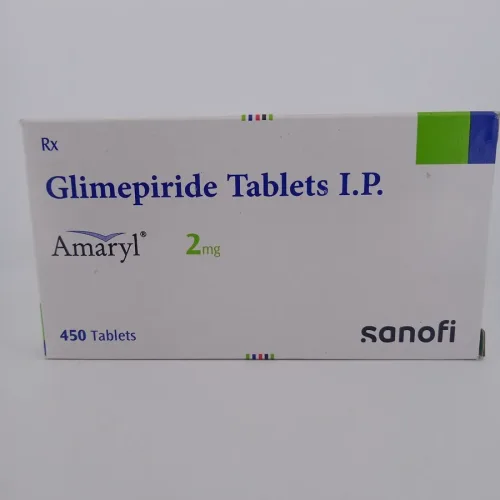 Rx
Glimepiride Tablets I.P.
Amaryl® 2mg
450 Tablets
sanofi